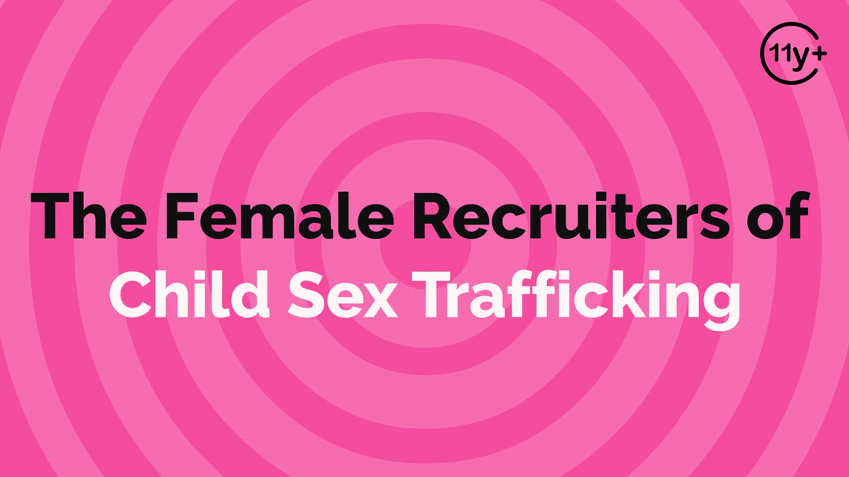 11y+
The Female Recruiters of
Child Sex Trafficking